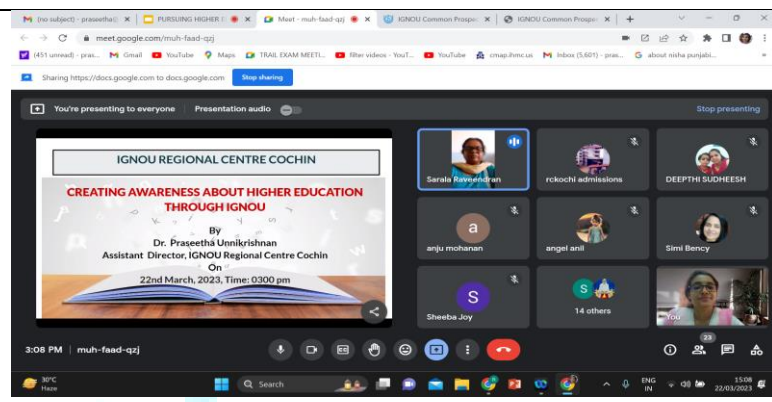 (no subject) - praseetha@
PURSUING HIGHER E
Meet - muh-faad-qzj
IGNOU Common Prospe
IGNOU Common Prospe
meet.google.com/muh-faad-qzj
(451 unread) - pras...
Gmail
YouTube
Maps
TRAIL EXAM MEETI...
filter videos - YouT...
YouTube
cmap.ihmc.us
Inbox (5,601) - pras...
about nisha punjabi...
Sharing https://docs.google.com to docs.google.com
Stop sharing
You're presenting to everyone
Presentation audio
Stop presenting
IGNOU REGIONAL CENTRE COCHIN
CREATING AWARENESS ABOUT HIGHER EDUCATION
THROUGH IGNOU
By
Dr. Praseetha Unnikrishnan
Assistant Director, IGNOU Regional Centre Cochin
On
22nd March, 2023, Time: 0300 pm
Sarala Raveendran
rckochi admissions
DEEPTHI SUDHEESH
a
anju mohanan
angel anil
Simi Bency
S
Sheeba Joy
S
14 others
You
3:08 PM | muh-faad-qzj
23
30°C
Haze
Search
ENG
IN
15:08
22/03/2023